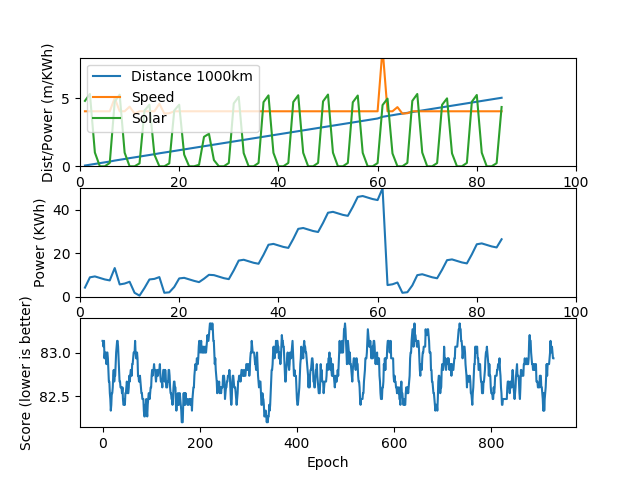 Dist/Power (m/KWh)
Distance 1000km
Speed
Solar
5
0
0 20 40 60 80 100
Power (KWh)
40
20
0
0 20 40 60 80 100
Score (lower is better)
83.0
82.5
0 200 400 600 800
Epoch